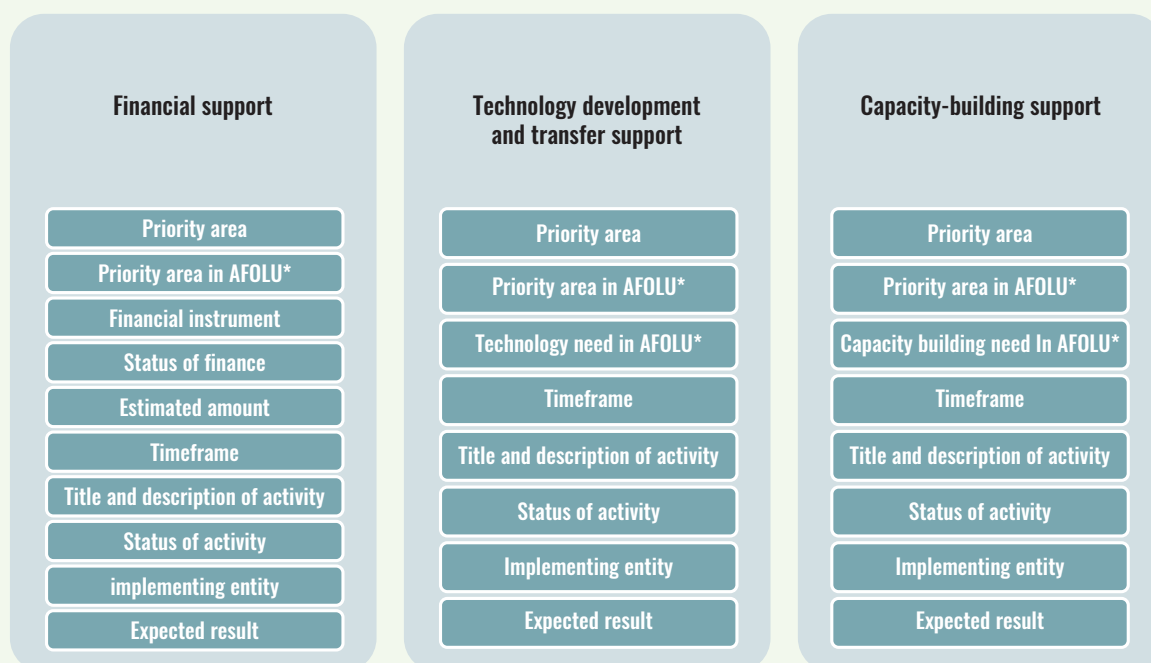 Financial support
Priority area
Priority area in AFOLU*
Financial instrument
Status of finance
Estimated amount
Timeframe
Title and description of activity
Status of activity
implementing entity
Expected result
Technology development
and transfer support
Priority area
Priority area in AFOLU*
Technology need in AFOLU*
Timeframe
Title and description of activity
Status of activity
Implementing entity
Expected result
Capacity-building support
Priority area
Priority area in AFOLU*
Capacity building need In AFOLU*
Timeframe
Title and description of activity
Status of activity
Implementing entity
Expected result